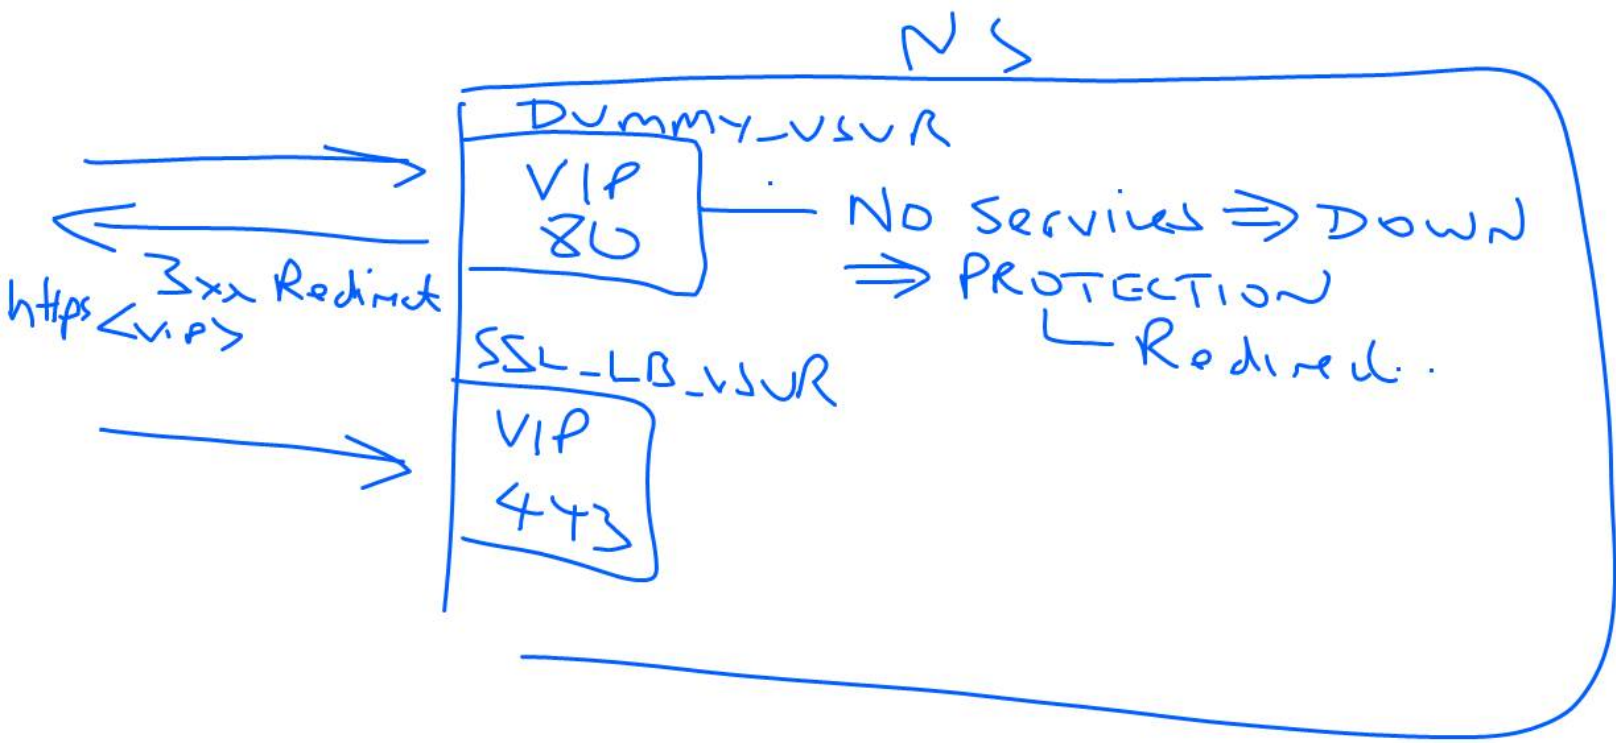 NS
DUMMY_VSVR
VIP
80
NO Services ⇒ DOWN
⇒ PROTECTION
Redirect..
3xx Redirect
https <vip>
SSL_LB_VSVR
VIP
443